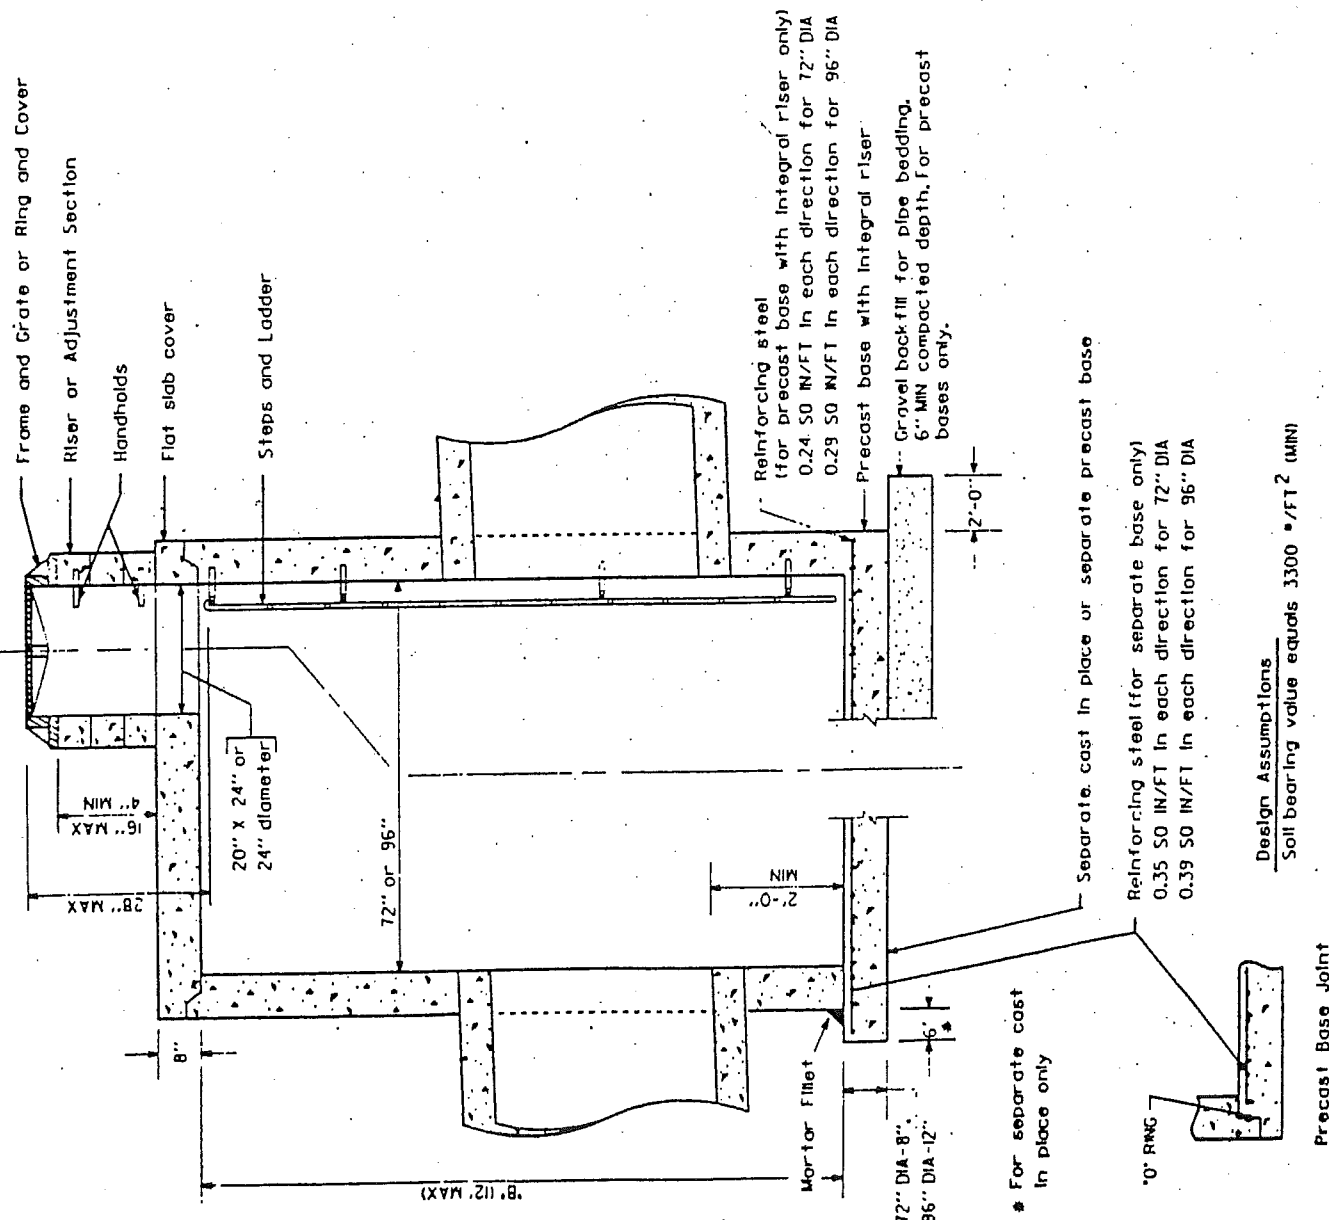 Frame and Grate or Ring and Cover
Riser or Adjustment Section
Handholds
Flat slab cover
Steps and Ladder
Reinforcing steel
(for precast base with integral riser only)
0.24 SQ IN/FT in each direction for 72" DIA
0.29 SQ IN/FT in each direction for 96" DIA
Precast base with integral riser
Gravel backfill for pipe bedding.
6" MIN compacted depth. For precast
bases only.
2'-0"
16" MAX
4" MIN
28" MAX
20" X 24" or
24" diameter
72" or 96"
2'-0"
MIN
8"
"B" (12' MAX)
Mortar Fillet
6"
*
72" DIA-8".
96" DIA-12"
* For separate cast
in place only
Separate cast in place or separate precast base
Reinforcing steel (for separate base only)
0.35 SQ IN/FT in each direction for 72" DIA
0.39 SQ IN/FT in each direction for 96" DIA
Design Assumptions
Soil bearing value equals 3300 #/FT² (MIN)
"O" RING
Precast Base Joint